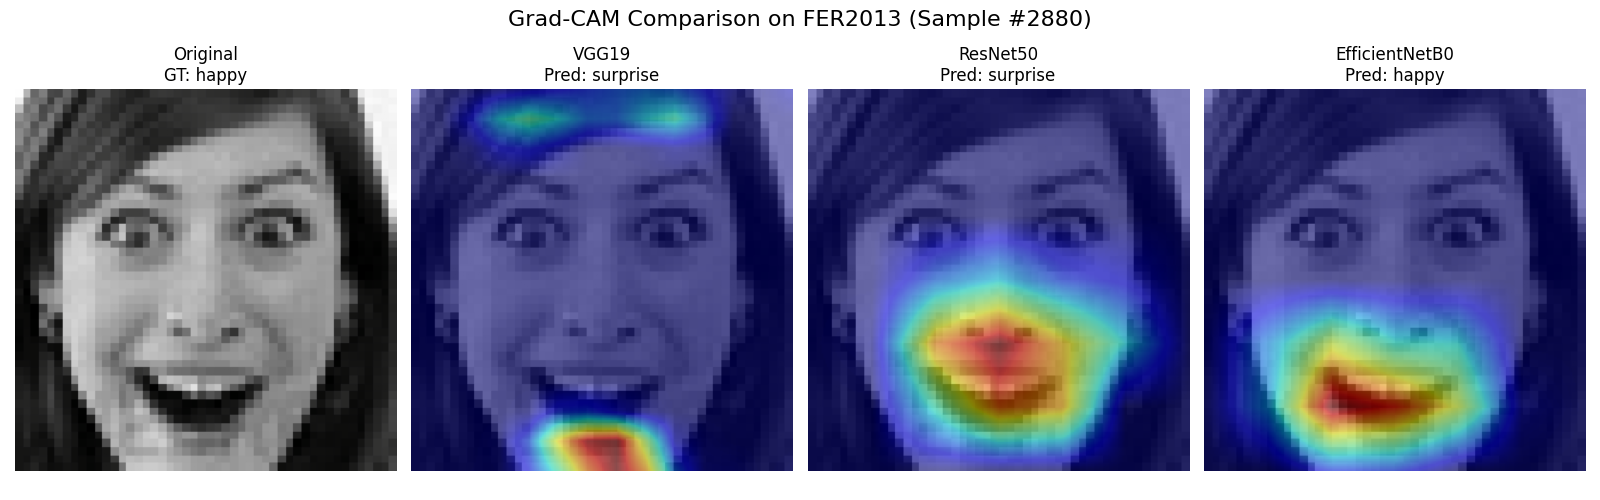 Grad-CAM Comparison on FER2013 (Sample #2880)
Original
GT: happy
VGG19
Pred: surprise
ResNet50
Pred: surprise
EfficientNetB0
Pred: happy